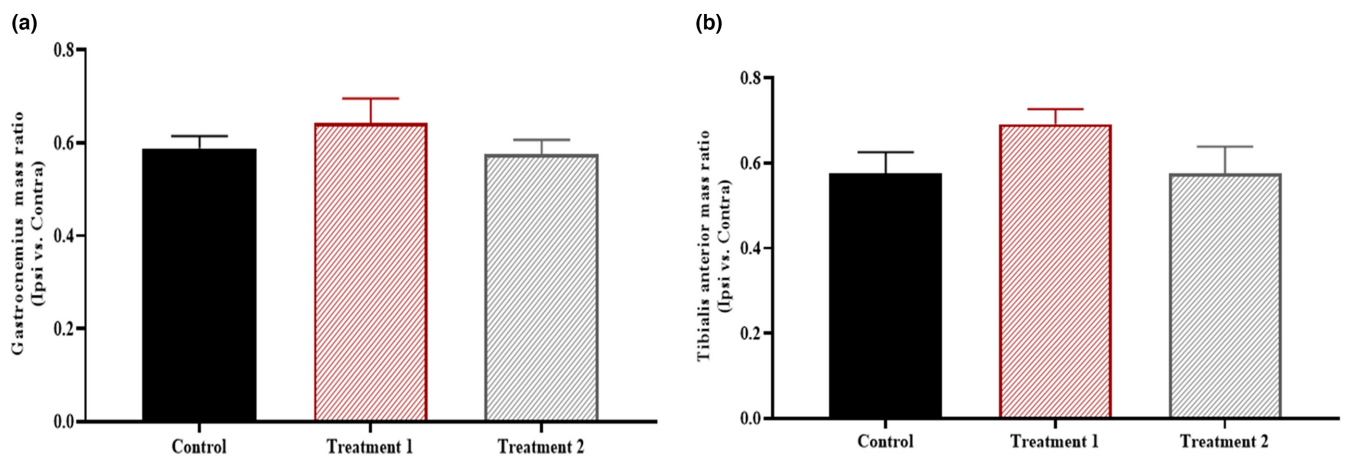 (a)
Gastrocnemius mass ratio
(Ipsi vs. Contra)
0.8
0.6
0.4
0.2
0.0
Control
Treatment 1
Treatment 2
(b)
Tibialis anterior mass ratio
(Ipsi vs. Contra)
0.8
0.6
0.4
0.2
0.0
Control
Treatment 1
Treatment 2